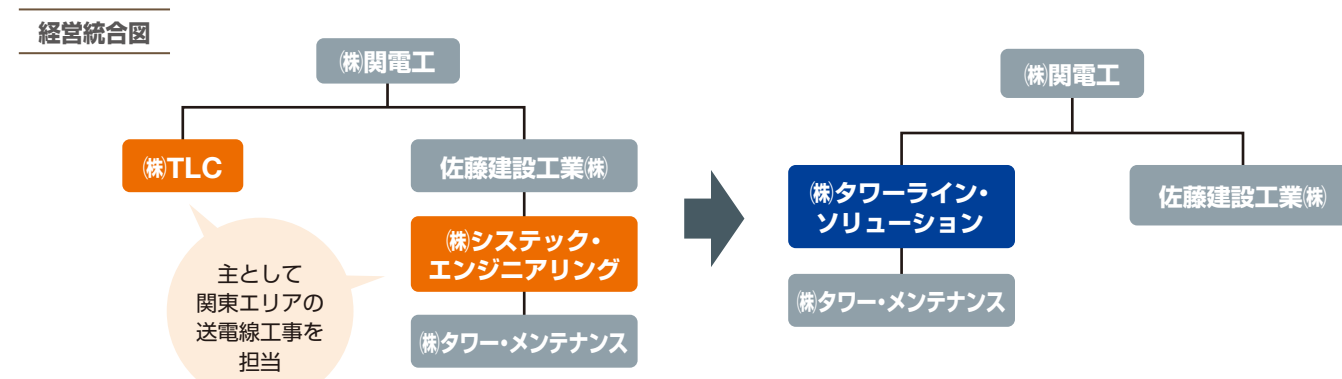 経営統合図
㈱関電工
㈱TLC
佐藤建設工業㈱
㈱システック・
エンジニアリング
㈱タワー・メンテナンス
主として
関東エリアの
送電線工事を
担当
㈱関電工
㈱タワーライン・
ソリューション
佐藤建設工業㈱
㈱タワー・メンテナンス